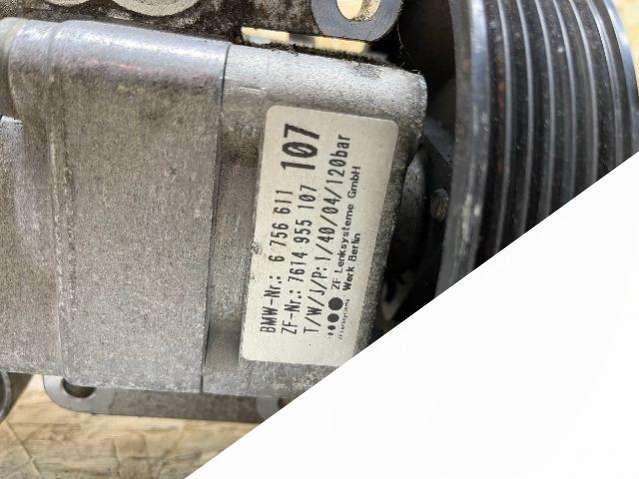 107
BMW-Nr.: 6 756 611
ZF-Nr.: 7614 955 107
T/W/J/P: 1/40/04/120bar
ZF Lenksysteme GmbH
Werk Berlin